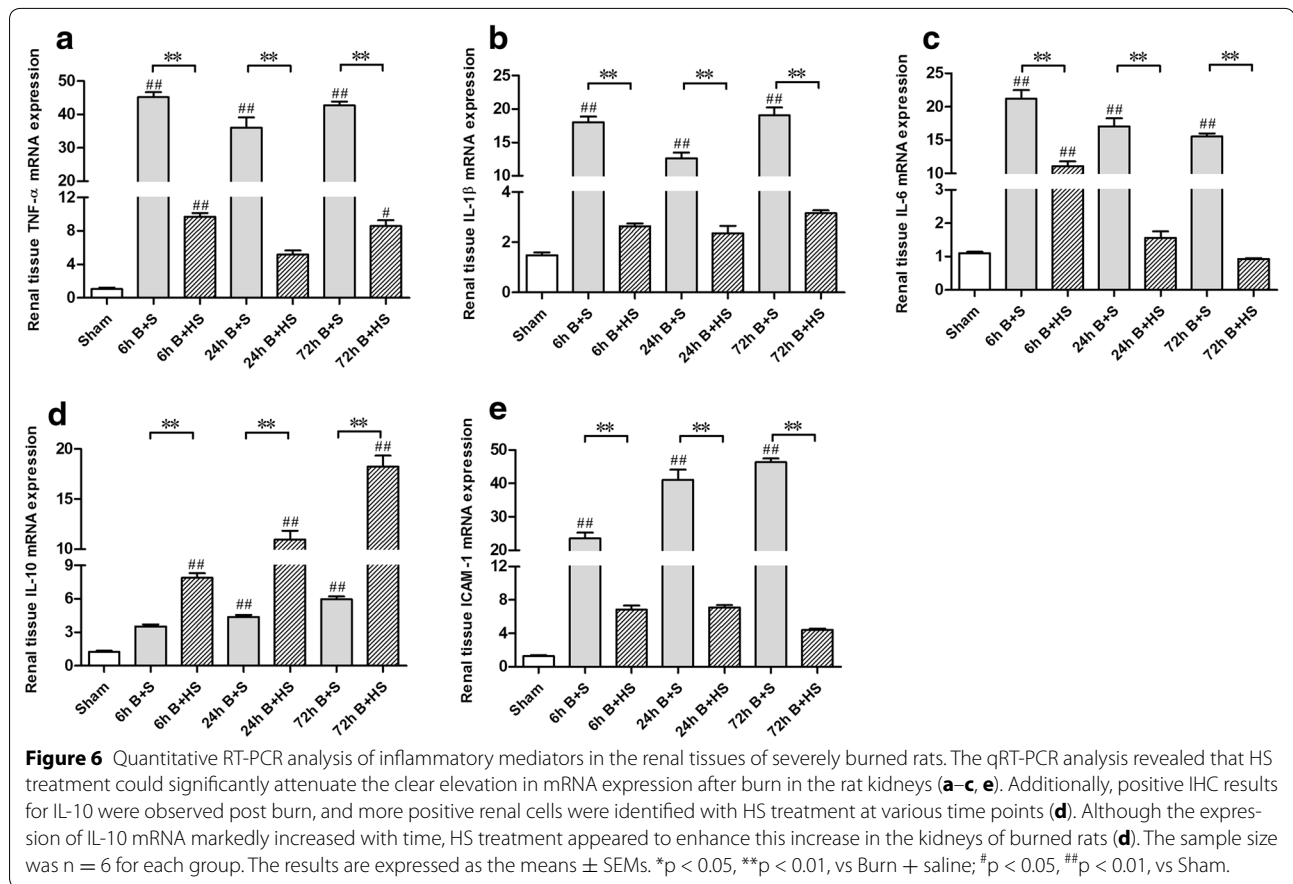 a
Renal tissue TNF-α mRNA expression
50
40
30
20
12
8
4
0
##
##
##
##
#
**
**
**
Sham
6h B+S
6h B+HS
24h B+S
24h B+HS
72h B+S
72h B+HS
b
Renal tissue IL-1β mRNA expression
25
20
15
10
4
2
0
##
##
##
**
**
**
Sham
6h B+S
6h B+HS
24h B+S
24h B+HS
72h B+S
72h B+HS
c
Renal tissue IL-6 mRNA expression
25
20
15
10
3
2
1
0
##
##
##
##
**
**
**
Sham
6h B+S
6h B+HS
24h B+S
24h B+HS
72h B+S
72h B+HS
d
Renal tissue IL-10 mRNA expression
20
15
10
9
6
3
0
##
##
##
##
##
**
**
**
Sham
6h B+S
6h B+HS
24h B+S
24h B+HS
72h B+S
72h B+HS
e
Renal tissue ICAM-1 mRNA expression
50
40
30
20
12
8
4
0
##
##
##
**
**
**
Sham
6h B+S
6h B+HS
24h B+S
24h B+HS
72h B+S
72h B+HS
Figure 6 Quantitative RT-PCR analysis of inflammatory mediators in the renal tissues of severely burned rats. The qRT-PCR analysis revealed that HS
treatment could significantly attenuate the clear elevation in mRNA expression after burn in the rat kidneys (a–c, e). Additionally, positive IHC results
for IL-10 were observed post burn, and more positive renal cells were identified with HS treatment at various time points (d). Although the expres-
sion of IL-10 mRNA markedly increased with time, HS treatment appeared to enhance this increase in the kidneys of burned rats (d). The sample size
was n = 6 for each group. The results are expressed as the means ± SEMs. *p < 0.05, **p < 0.01, vs Burn + saline; #p < 0.05, ##p < 0.01, vs Sham.